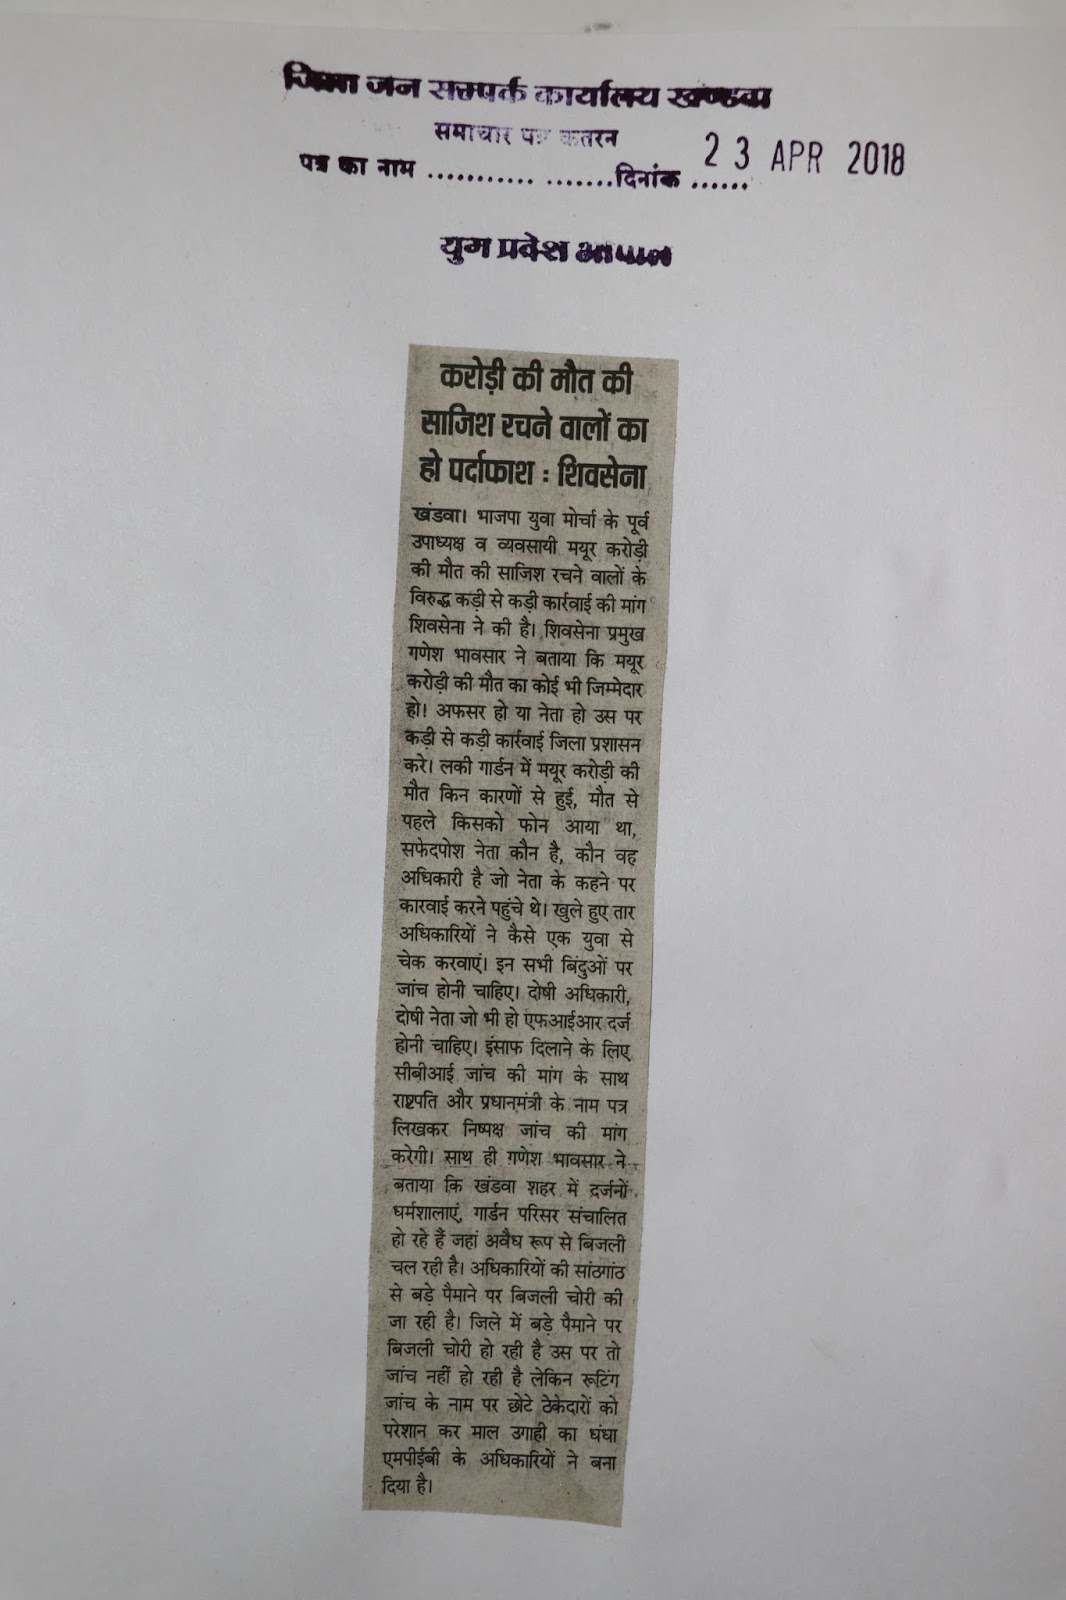 जिला जन सम्पर्क कार्यालय खण्डवा
समाचार पत्र कतरन
पत्र का नाम ........... .......दिनांक ...... 23 APR 2018
युग प्रवेश भोपाल
करोड़ी की मौत की
साजिश रचने वालों का
हो पर्दाफाश : शिवसेना
खंडवा। भाजपा युवा मोर्चा के पूर्व
उपाध्यक्ष व व्यवसायी मयूर करोड़ी
की मौत की साजिश रचने वालों के
विरुद्ध कड़ी से कड़ी कार्रवाई की मांग
शिवसेना ने की है। शिवसेना प्रमुख
गणेश भावसार ने बताया कि मयूर
करोड़ी की मौत का कोई भी जिम्मेदार
हो। अफसर हो या नेता हो उस पर
कड़ी से कड़ी कार्रवाई जिला प्रशासन
करे। लकी गार्डन में मयूर करोड़ी की
मौत किन कारणों से हुई, मौत से
पहले किसको फोन आया था,
सफेदपोश नेता कौन है, कौन वह
अधिकारी है जो नेता के कहने पर
कारवाई करने पहुंचे थे। खुले हुए तार
अधिकारियों ने कैसे एक युवा से
चेक करवाएं। इन सभी बिंदुओं पर
जांच होनी चाहिए। दोषी अधिकारी,
दोषी नेता जो भी हो एफआईआर दर्ज
होनी चाहिए। इंसाफ दिलाने के लिए
सीबीआई जांच की मांग के साथ
राष्टपति और प्रधानमंत्री के नाम पत्र
लिखकर निष्पक्ष जांच की मांग
करेगी। साथ ही गणेश भावसार ने
बताया कि खंडवा शहर में दर्जनों
धर्मशालाएं, गार्डन परिसर संचालित
हो रहे हैं जहां अवैध रूप से बिजली
चल रही है। अधिकारियों की सांठगांठ
से बड़े पैमाने पर बिजली चोरी की
जा रही है। जिले में बड़े पैमाने पर
बिजली चोरी हो रही है उस पर तो
जांच नहीं हो रही है लेकिन रूटिंग
जांच के नाम पर छोटे ठेकेदारों को
परेशान कर माल उगाही का धंधा
एमपीईबी के अधिकारियों ने बना
दिया है।